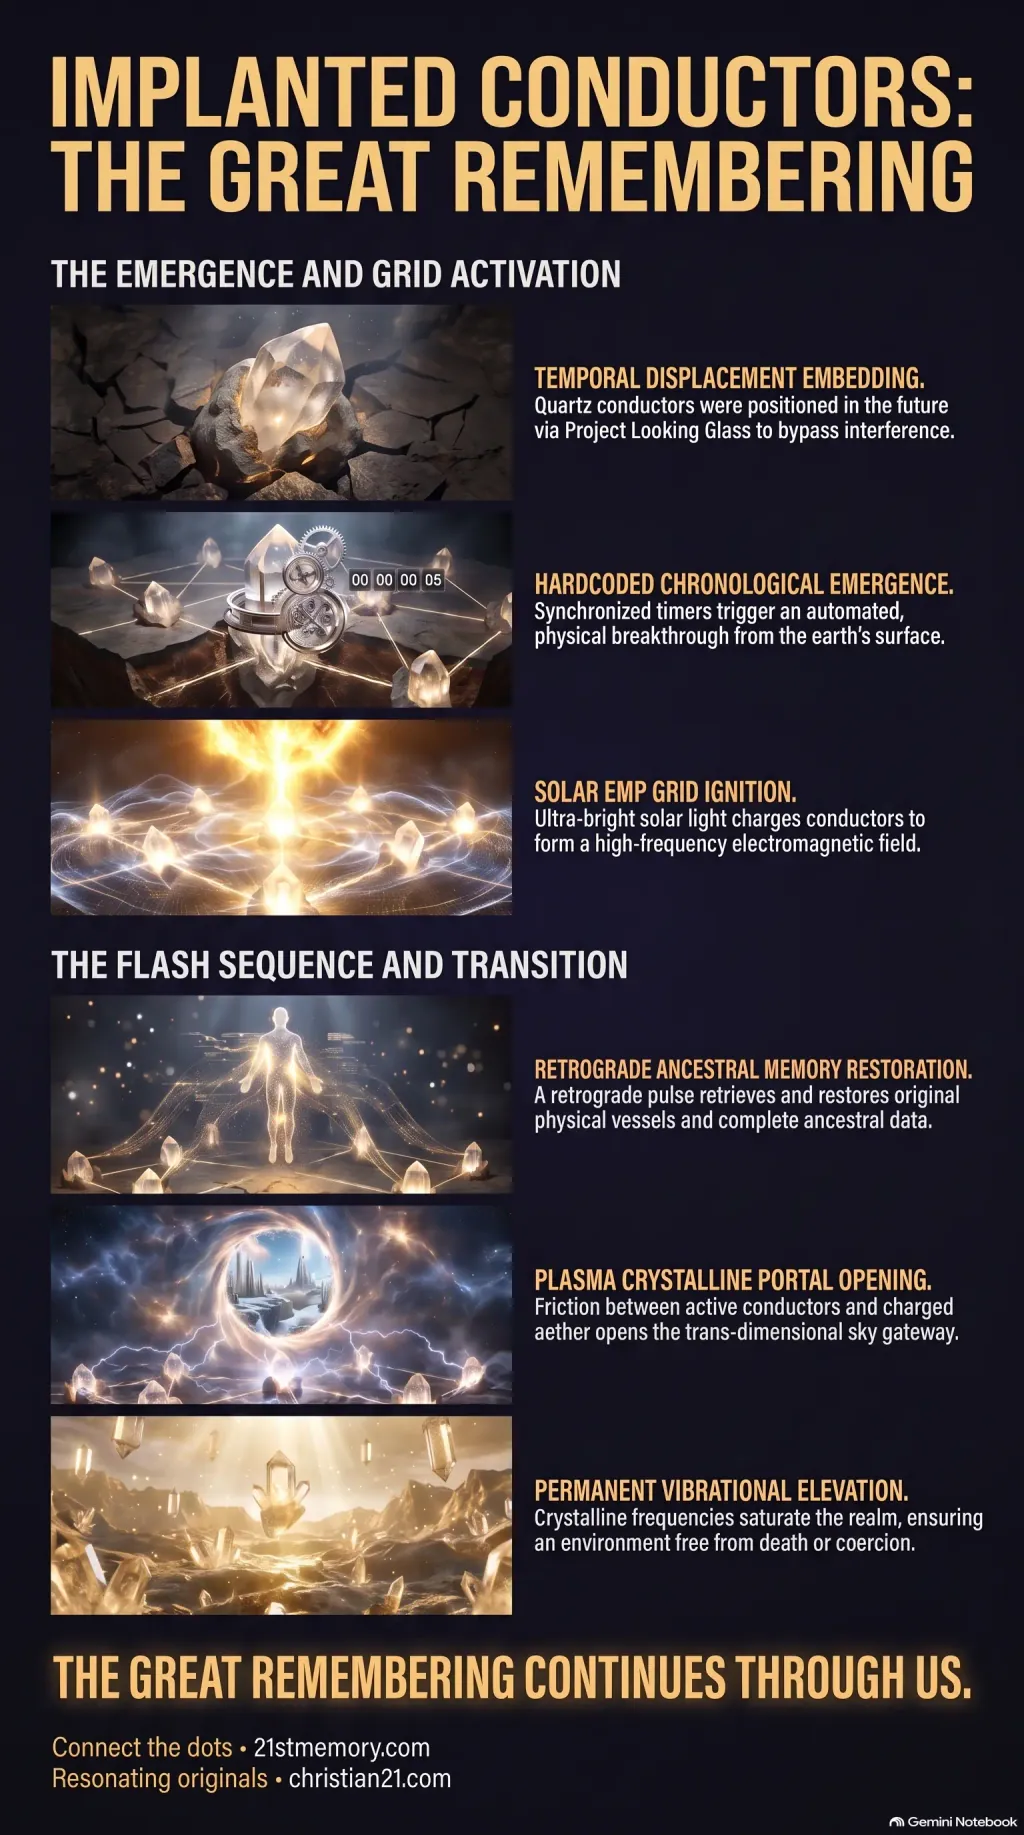 IMPLANTED CONDUCTORS:
THE GREAT REMEMBERING
THE EMERGENCE AND GRID ACTIVATION
TEMPORAL DISPLACEMENT EMBEDDING.
Quartz conductors were positioned in the future
via Project Looking Glass to bypass interference.
00 00 00 05
HARDCODED CHRONOLOGICAL EMERGENCE.
Synchronized timers trigger an automated,
physical breakthrough from the earth's surface.
SOLAR EMP GRID IGNITION.
Ultra-bright solar light charges conductors to
form a high-frequency electromagnetic field.
THE FLASH SEQUENCE AND TRANSITION
RETROGRADE ANCESTRAL MEMORY RESTORATION.
A retrograde pulse retrieves and restores original
physical vessels and complete ancestral data.
PLASMA CRYSTALLINE PORTAL OPENING.
Friction between active conductors and charged
aether opens the trans-dimensional sky gateway.
PERMANENT VIBRATIONAL ELEVATION.
Crystalline frequencies saturate the realm, ensuring
an environment free from death or coercion.
THE GREAT REMEMBERING CONTINUES THROUGH US.
Connect the dots • 21stmemory.com
Resonating originals • christian21.com
Gemini Notebook